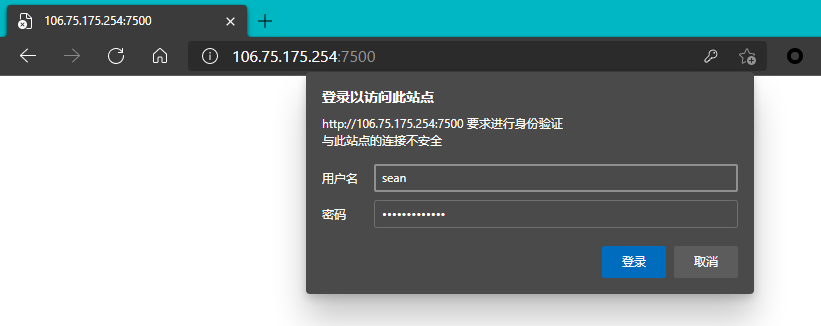 106.75.175.254:7500
106.75.175.254:7500
登录以访问此站点
http://106.75.175.254:7500 要求进行身份验证
与此站点的连接不安全
用户名 sean
密码 •••••••••••••
登录 取消